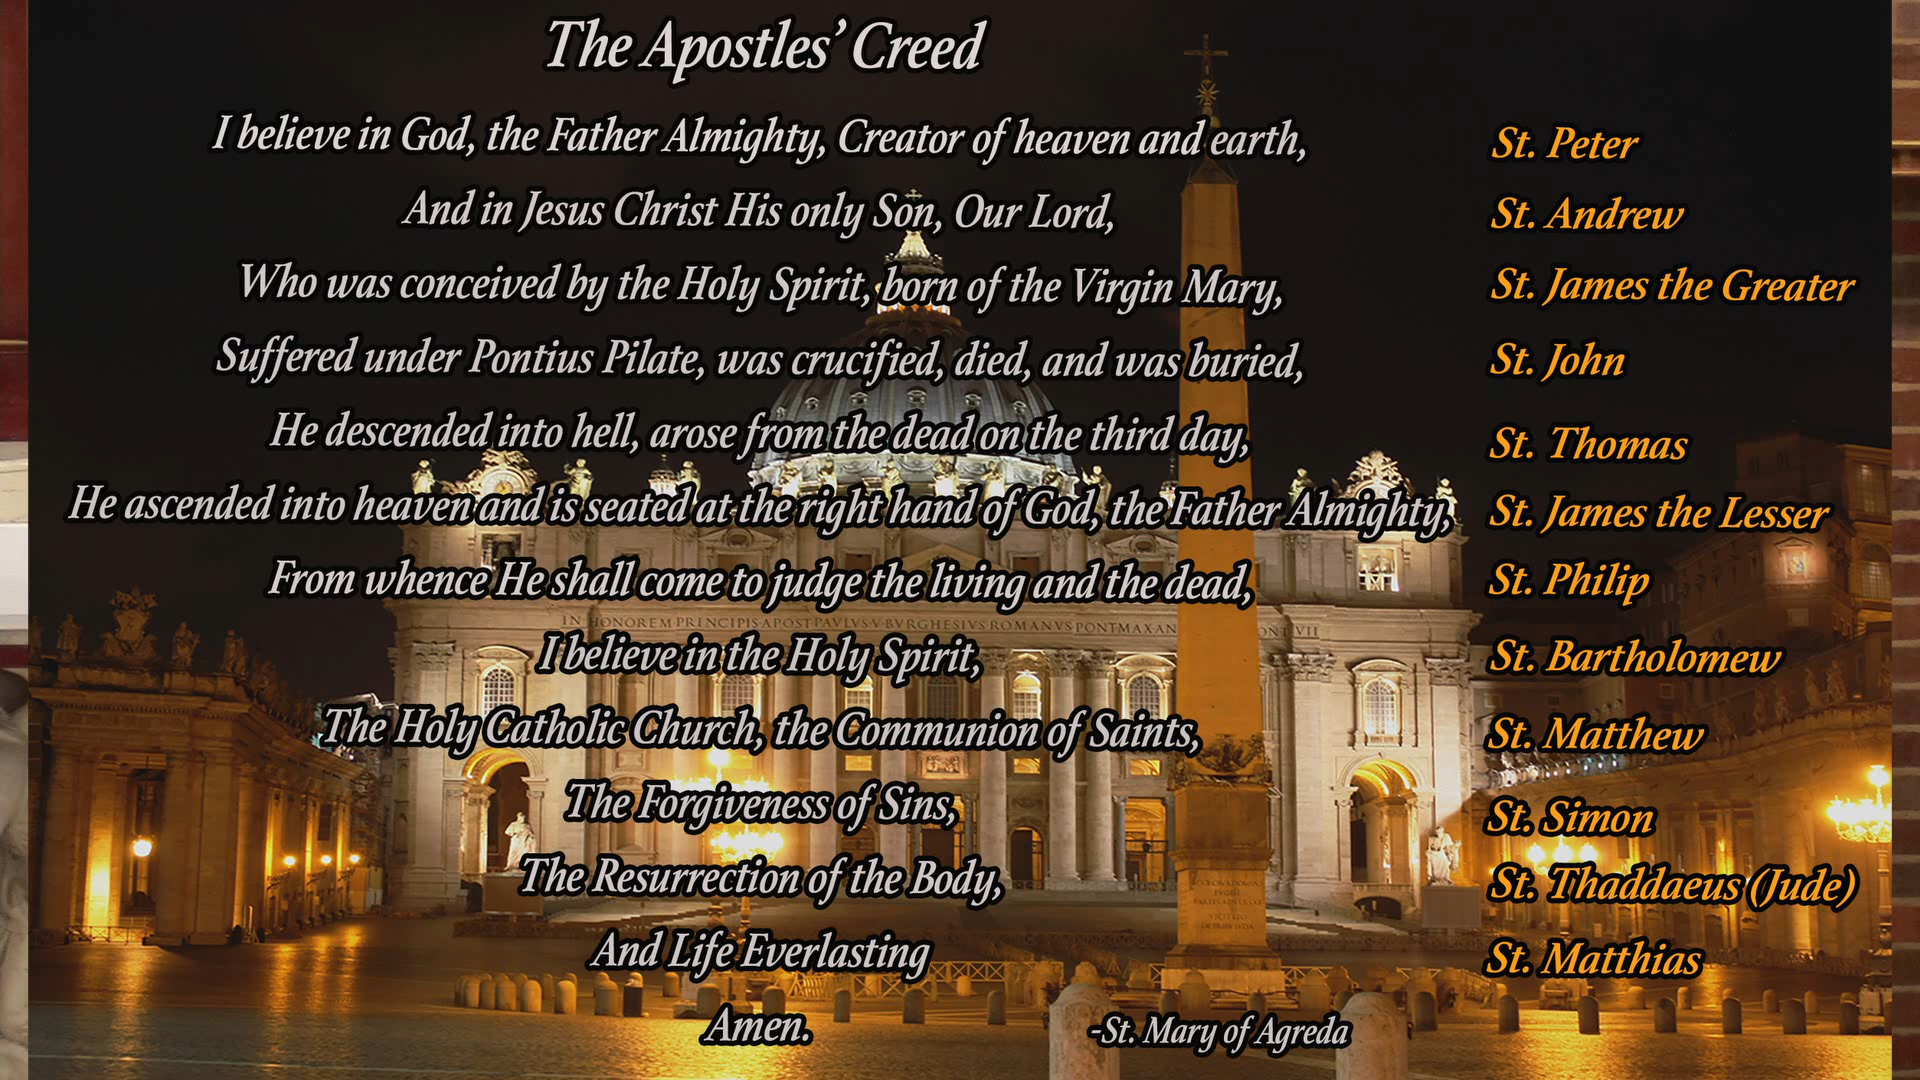 The Apostles' Creed
I believe in God, the Father Almighty, Creator of heaven and earth, St. Peter
And in Jesus Christ His only Son, Our Lord, St. Andrew
Who was conceived by the Holy Spirit, born of the Virgin Mary, St. James the Greater
Suffered under Pontius Pilate, was crucified, died, and was buried, St. John
He descended into hell, arose from the dead on the third day, St. Thomas
He ascended into heaven and is seated at the right hand of God, the Father Almighty, St. James the Lesser
From whence He shall come to judge the living and the dead, St. Philip
IN HONOREM PRINCIPIS APOST PAVLVS V BVRGHESIVS ROMANVS PONT MAX AN
I believe in the Holy Spirit, St. Bartholomew
The Holy Catholic Church, the Communion of Saints, St. Matthew
The Forgiveness of Sins, St. Simon
The Resurrection of the Body, St. Thaddaeus (Jude)
And Life Everlasting St. Matthias
Amen. -St. Mary of Agreda